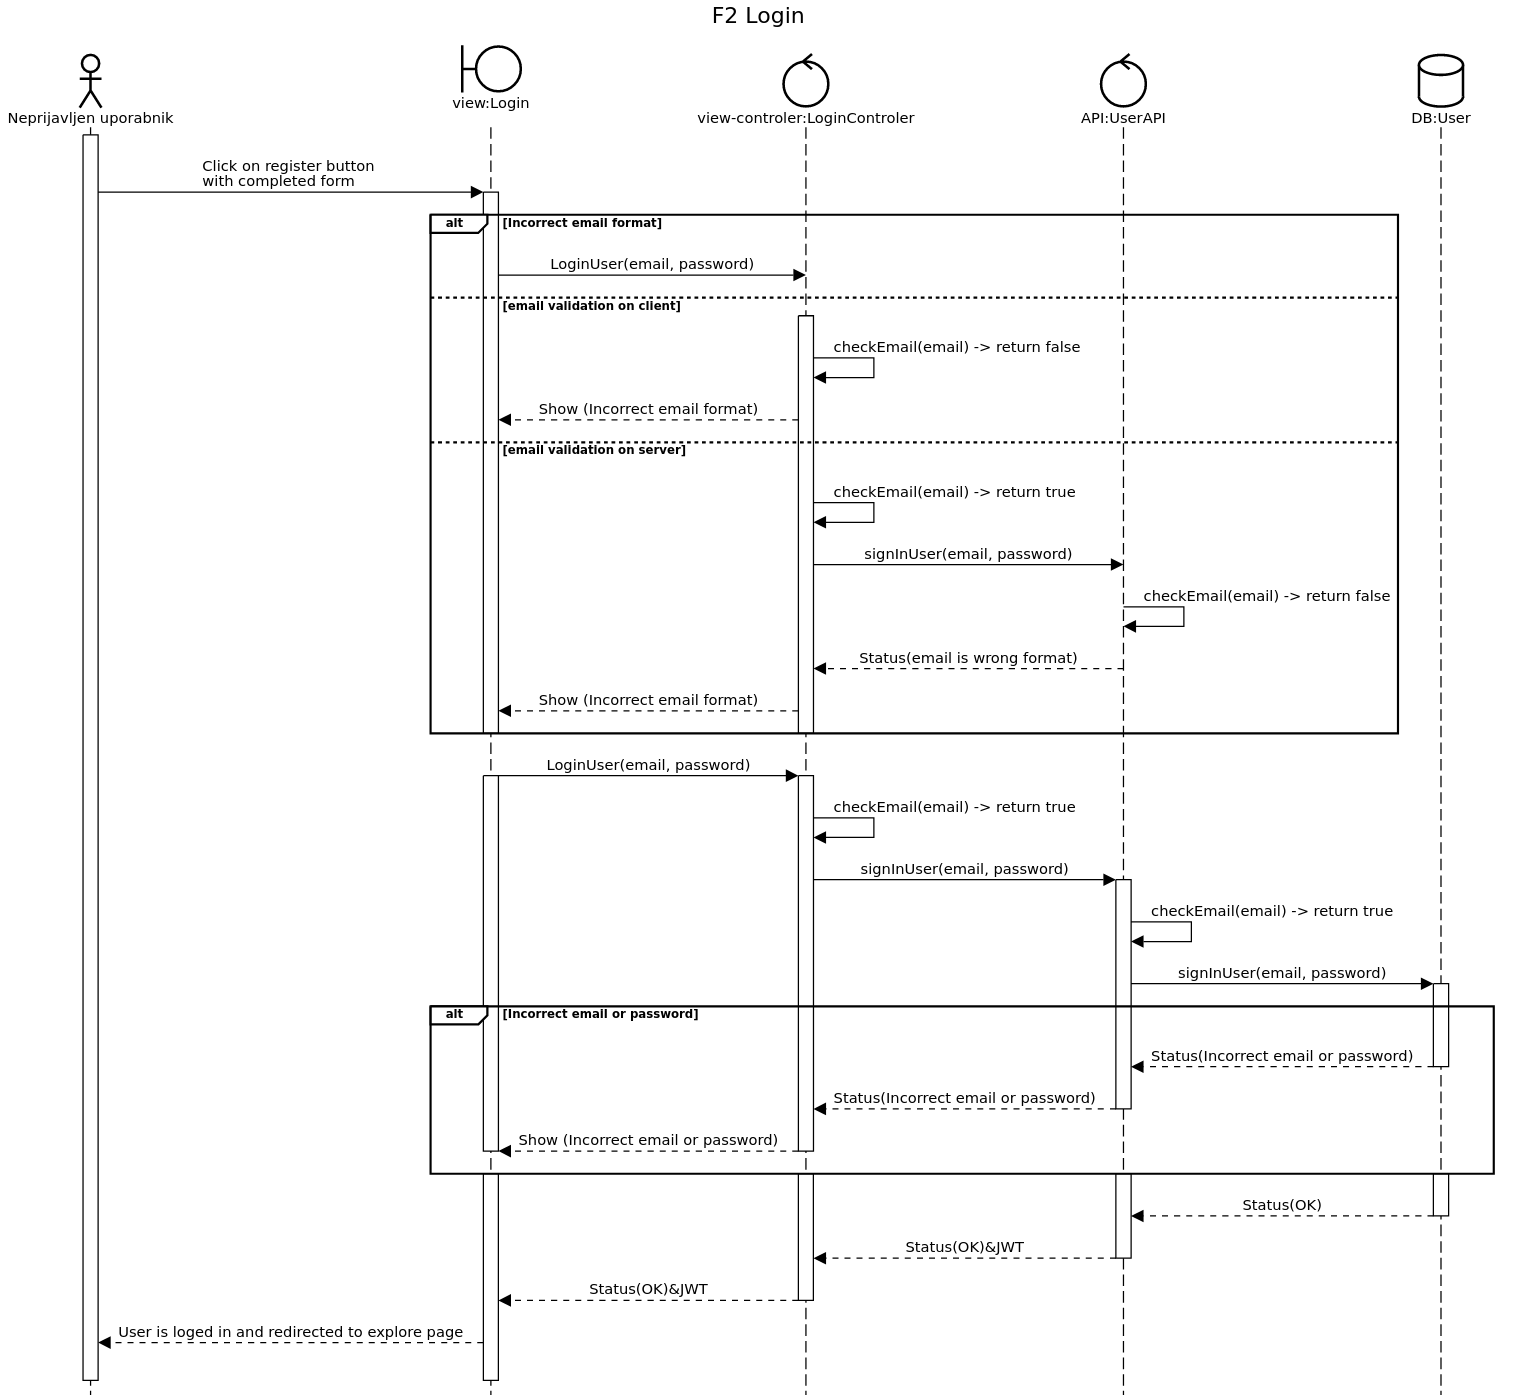 F2 Login
Neprijavljen uporabnik
view:Login
view-controler:LoginControler
API:UserAPI
DB:User
Click on register button
with completed form
alt
[Incorrect email format]
LoginUser(email, password)
[email validation on client]
checkEmail(email) -> return false
Show (Incorrect email format)
[email validation on server]
checkEmail(email) -> return true
signInUser(email, password)
checkEmail(email) -> return false
Status(email is wrong format)
Show (Incorrect email format)
LoginUser(email, password)
checkEmail(email) -> return true
signInUser(email, password)
checkEmail(email) -> return true
signInUser(email, password)
alt
[Incorrect email or password]
Status(Incorrect email or password)
Status(Incorrect email or password)
Show (Incorrect email or password)
Status(OK)
Status(OK)&JWT
Status(OK)&JWT
User is loged in and redirected to explore page